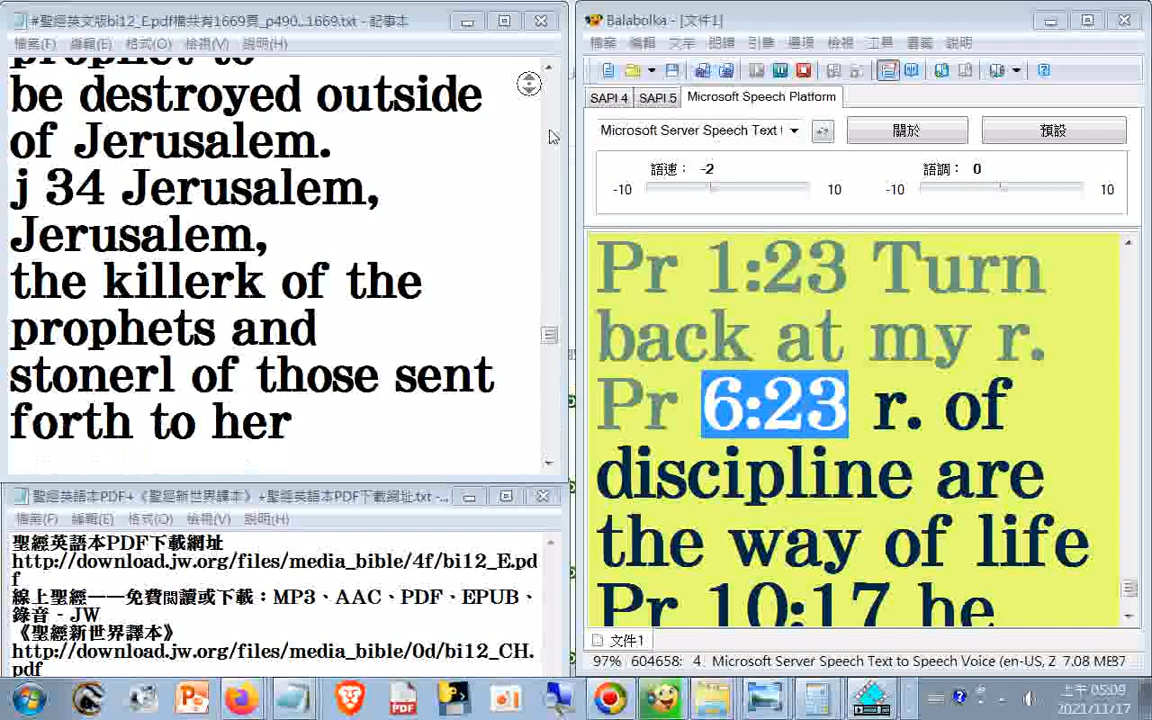 #聖經英文版bi12_E.pdf檔共有1669頁_p490...1669.txt - 記事本
檔案(F) 編輯(E) 格式(O) 檢視(V) 說明(H)
prophet to
be destroyed outside
of Jerusalem.
j 34 Jerusalem,
Jerusalem,
the killerk of the
prophets and
stonerl of those sent
forth to her
聖經英語本PDF+《聖經新世界譯本》+聖經英語本PDF下載網址.txt - ...
檔案(F) 編輯(E) 格式(O) 檢視(V) 說明(H)
聖經英語本PDF下載網址
http://download.jw.org/files/media_bible/4f/bi12_E.pd
f
線上聖經——免費閱讀或下載：MP3、AAC、PDF、EPUB、
錄音 - JW
《聖經新世界譯本》
http://download.jw.org/files/media_bible/0d/bi12_CH.
pdf
Balabolka - [文件1]
檔案 編輯 文字 朗讀 引擎 選項 檢視 工具 書籤 說明
SAPI 4 SAPI 5 Microsoft Speech Platform
Microsoft Server Speech Text 關於 預設
語速： -2 語調： 0
-10 10 -10 10
Pr 1:23 Turn
back at my r.
Pr 6:23 r. of
discipline are
the way of life
Pr 10:17 he
文件1
97% 604658: 4 Microsoft Server Speech Text to Speech Voice (en-US, Z 7.08 MB
上午 05:09
2021/11/17